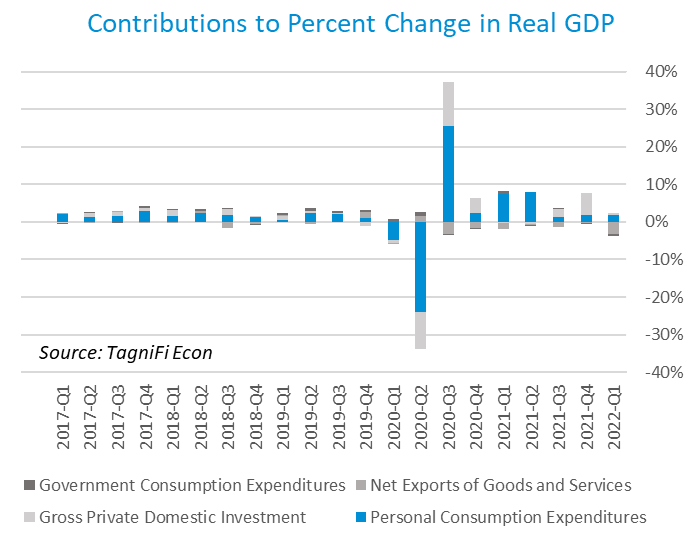 Contributions to Percent Change in Real GDP
40%
30%
20%
10%
0%
-10%
-20%
-30%
-40%
Source: TagniFi Econ
2017-Q1
2017-Q2
2017-Q3
2017-Q4
2018-Q1
2018-Q2
2018-Q3
2018-Q4
2019-Q1
2019-Q2
2019-Q3
2019-Q4
2020-Q1
2020-Q2
2020-Q3
2020-Q4
2021-Q1
2021-Q2
2021-Q3
2021-Q4
2022-Q1
Government Consumption Expenditures
Net Exports of Goods and Services
Gross Private Domestic Investment
Personal Consumption Expenditures